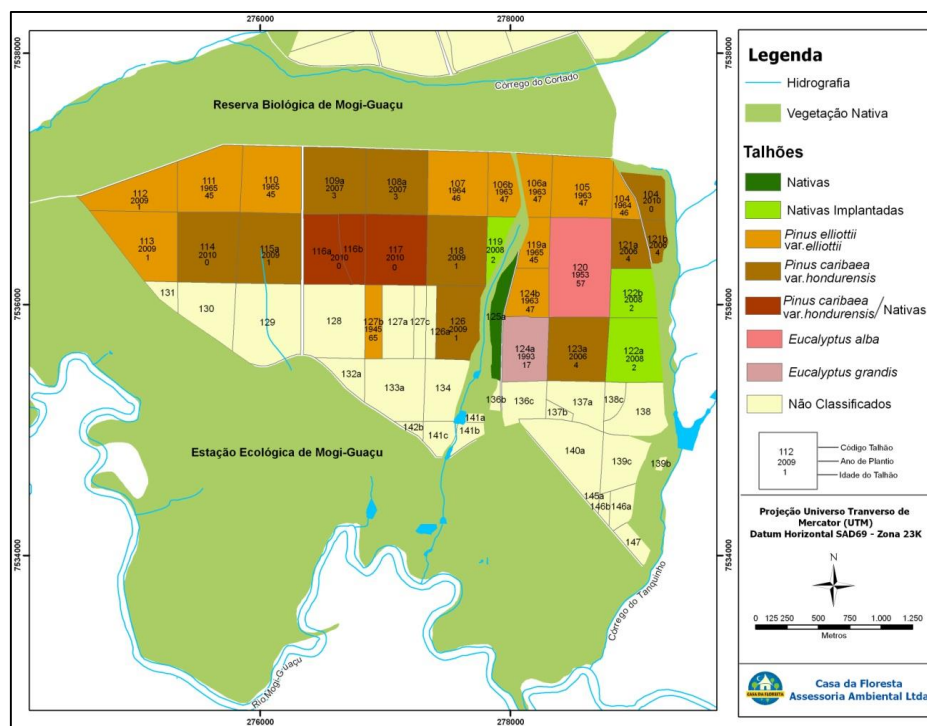 276000
278000
7538000
7538000
Córrego do Cortado
Reserva Biológica de Mogi-Guaçu
112
2009
1
111
1965
45
110
1965
45
109a
2007
3
108a
2007
3
107
1964
46
106b
1963
47
106a
1963
47
105
1963
47
104
1964
46
104
2010
0
113
2009
1
114
2010
0
115a
2009
1
116a
116b
2010
0
117
2010
0
118
2009
1
119
2008
2
119a
1965
45
120
1953
57
121a
2006
4
121b
2006
4
7536000
7536000
131
130
129
128
127b
1945
65
127a
127c
126a
126
2009
1
125a
124b
1963
47
122b
2008
2
124a
1993
17
123a
2006
4
122a
2008
2
132a
133a
134
136b
136c
137a
137b
138c
138
142b
141c
141a
141b
Estação Ecológica de Mogi-Guaçu
140a
139c
139b
146a
146b
146a
147
7534000
7534000
Córrego do Tanquinho
Rio Mogi-Guaçu
276000
278000
Legenda
Hidrografia
Vegetação Nativa
Talhões
Nativas
Nativas Implantadas
Pinus elliottii
var.elliottii
Pinus caribaea
var.hondurensis
Pinus caribaea
var.hondurensis/Nativas
Eucalyptus alba
Eucalyptus grandis
Não Classificados
112
2009
1
Código Talhão
Ano de Plantio
Idade do Talhão
Projeção Universo Tranverso de
Mercator (UTM)
Datum Horizontal SAD69 - Zona 23K
N
0 125 250 500 750 1.000 1.250
Metros
CASA DA FLORESTA
Casa da Floresta
Assessoria Ambiental Ltda